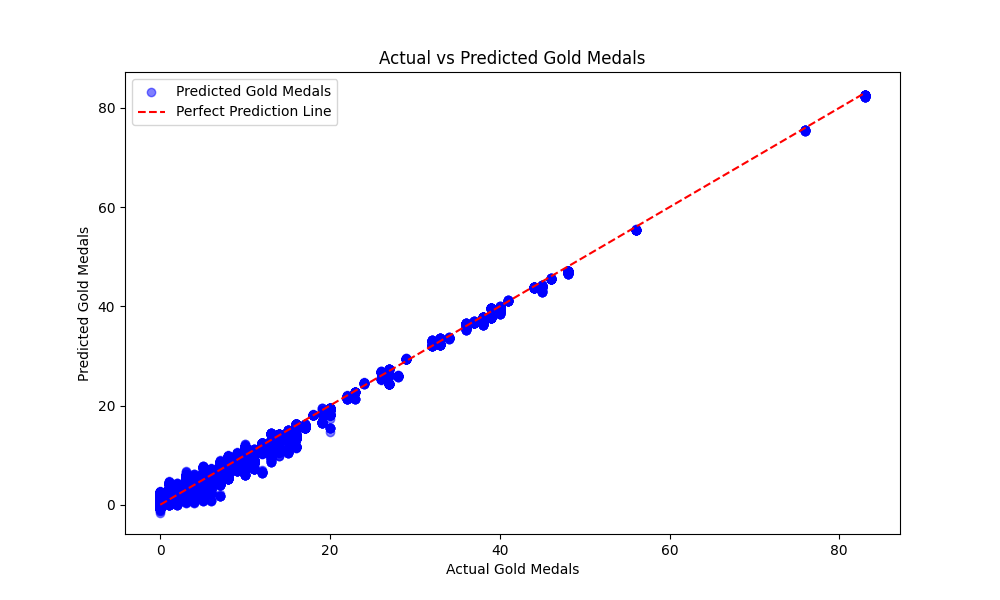 Actual vs Predicted Gold Medals
Predicted Gold Medals
Perfect Prediction Line
80
60
40
20
0
Predicted Gold Medals
0 20 40 60 80
Actual Gold Medals